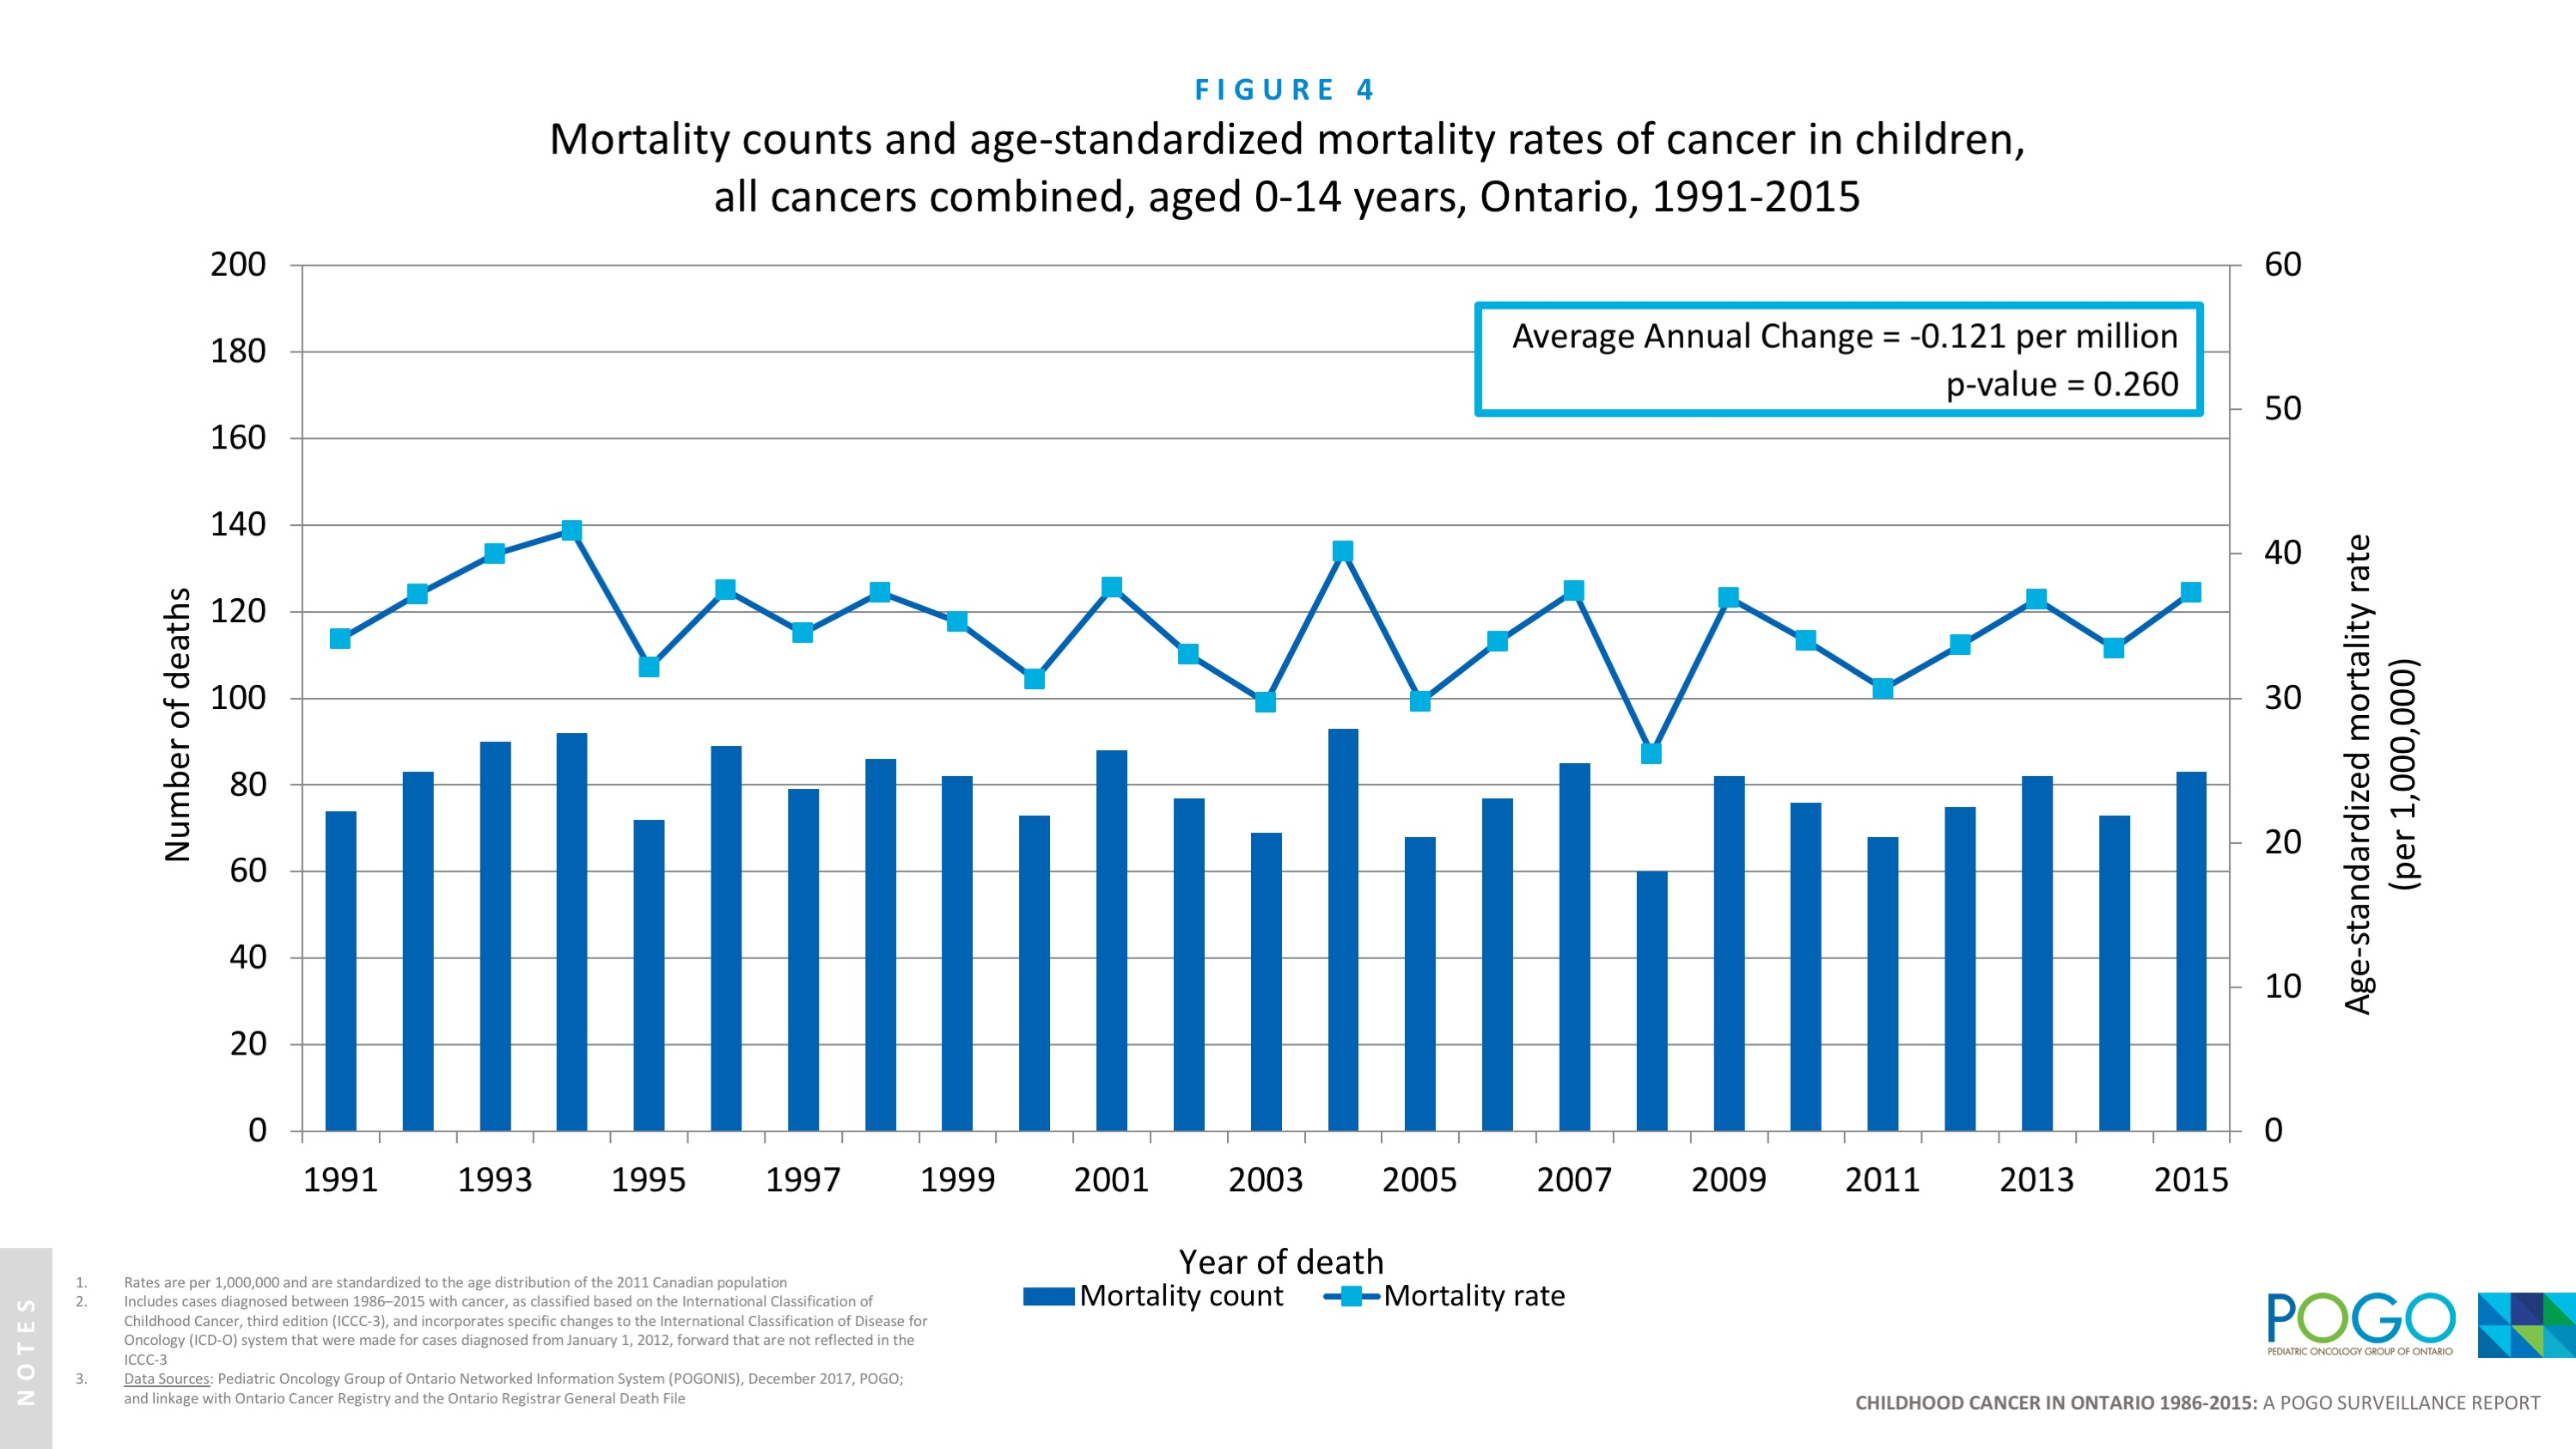 FIGURE 4
Mortality counts and age-standardized mortality rates of cancer in children,
all cancers combined, aged 0-14 years, Ontario, 1991-2015
200
180
160
140
120
100
80
60
40
20
0
Number of deaths
60
50
40
30
20
10
0
Age-standardized mortality rate
(per 1,000,000)
Average Annual Change = -0.121 per million
p-value = 0.260
1991 1993 1995 1997 1999 2001 2003 2005 2007 2009 2011 2013 2015
Year of death
Mortality count Mortality rate
NOTES
1. Rates are per 1,000,000 and are standardized to the age distribution of the 2011 Canadian population
2. Includes cases diagnosed between 1986–2015 with cancer, as classified based on the International Classification of
Childhood Cancer, third edition (ICCC-3), and incorporates specific changes to the International Classification of Disease for
Oncology (ICD-O) system that were made for cases diagnosed from January 1, 2012, forward that are not reflected in the
ICCC-3
3. Data Sources: Pediatric Oncology Group of Ontario Networked Information System (POGONIS), December 2017, POGO;
and linkage with Ontario Cancer Registry and the Ontario Registrar General Death File
POGO
PEDIATRIC ONCOLOGY GROUP OF ONTARIO
CHILDHOOD CANCER IN ONTARIO 1986-2015: A POGO SURVEILLANCE REPORT